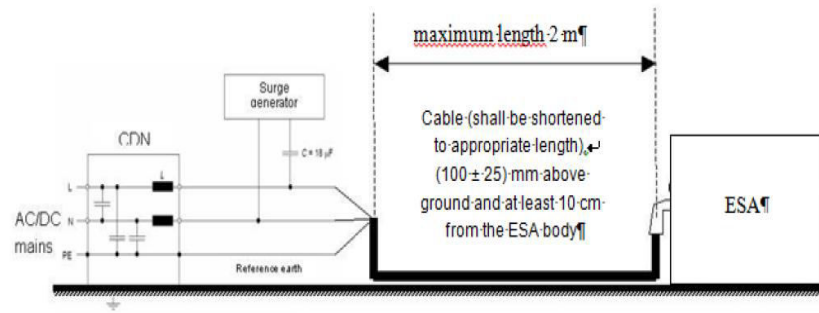 maximum·length·2·m¶
Surge
generator
CDN
C = 18 µF
L
L
AC/DC
mains
N
PE
Reference earth
Cable·(shall·be·shortened·
to·appropriate·length),↵
(100·±·25)·mm·above·
ground·and·at·least·10·cm·
from·the·ESA·body¶
ESA¶